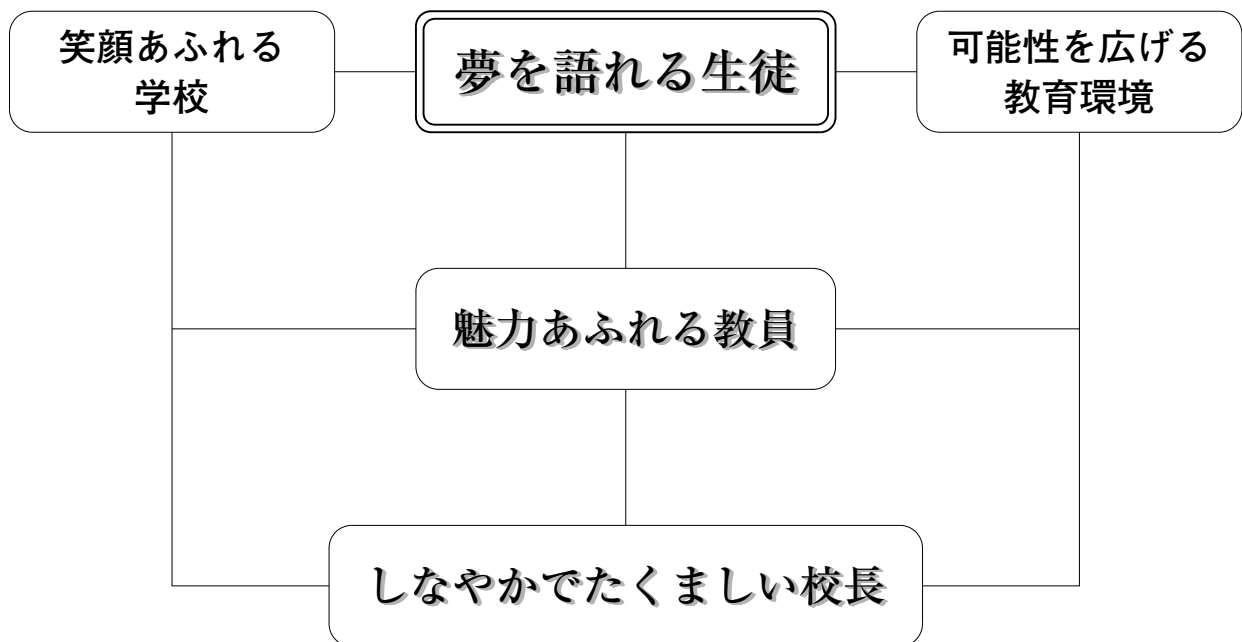 笑顔あふれる
学校
夢を語れる生徒
可能性を広げる
教育環境
魅力あふれる教員
しなやかでたくましい校長